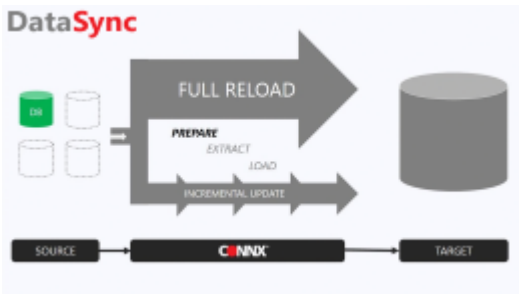 DataSync
FULL RELOAD
DB
PREPARE
EXTRACT
LOAD
INCREMENTAL UPDATE
SOURCE
CONNX
TARGET